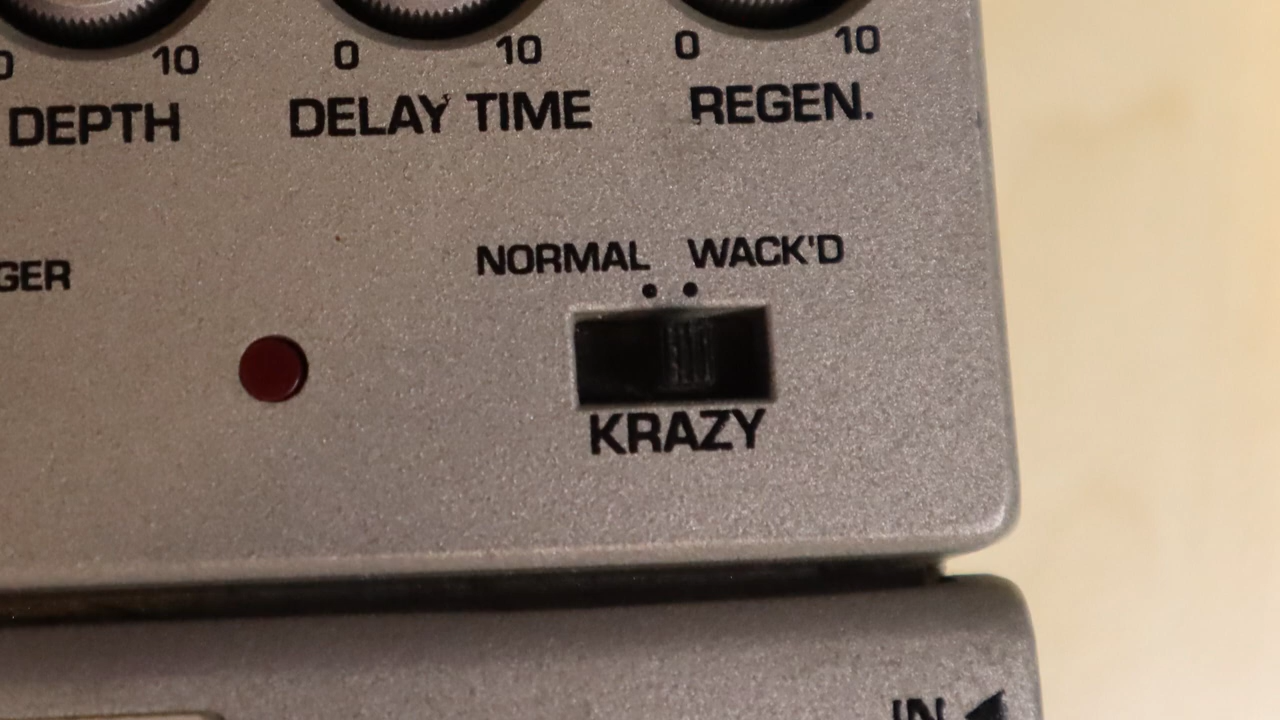 0 10 0 10 0 10
DEPTH DELAY TIME REGEN.
NORMAL WACK'D
GER
KRAZY
IN